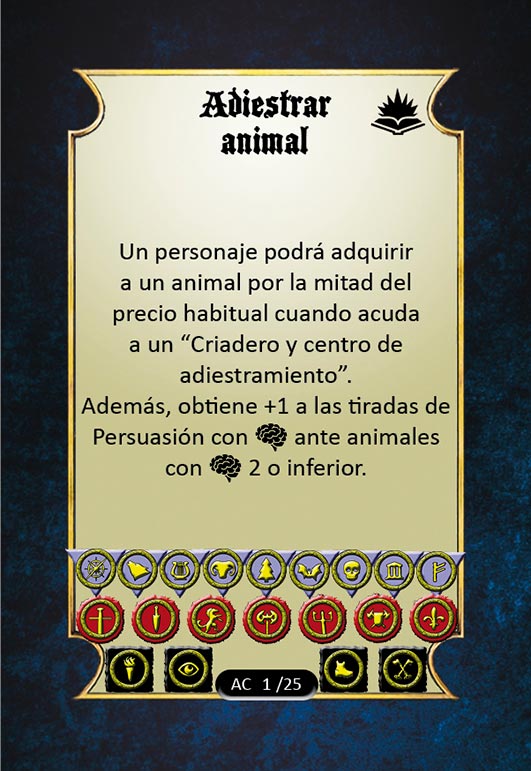 Adiestrar
animal
Un personaje podrá adquirir
a un animal por la mitad del
precio habitual cuando acuda
a un “Criadero y centro de
adiestramiento”.
Además, obtiene +1 a las tiradas de
Persuasión con ante animales
con 2 o inferior.
AC 1 /25